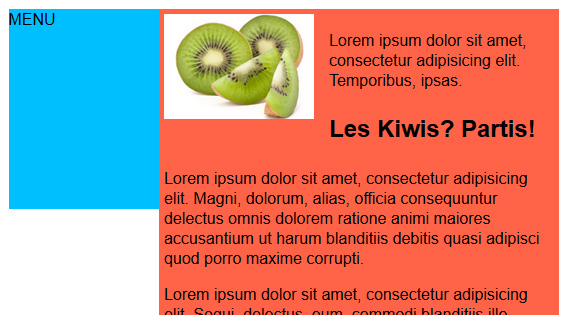 MENU
Lorem ipsum dolor sit amet,
consectetur adipisicing elit.
Temporibus, ipsas.
Les Kiwis? Partis!
Lorem ipsum dolor sit amet, consectetur adipisicing
elit. Magni, dolorum, alias, officia consequuntur
delectus omnis dolorem ratione animi maiores
accusantium ut harum blanditiis debitis quasi adipisci
quod porro maxime corrupti.
Lorem ipsum dolor sit amet, consectetur adipisicing
elit. Sequi, delectus, eum, commodi blanditiis illo